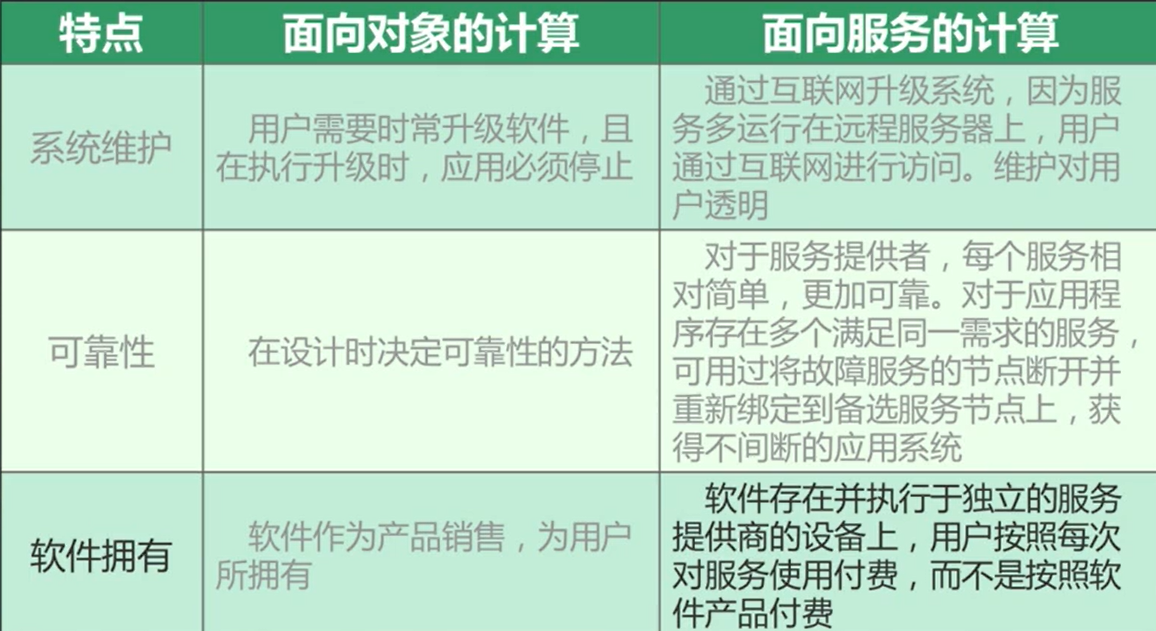 特点
面向对象的计算
面向服务的计算
系统维护
用户需要时常升级软件，且
在执行升级时，应用必须停止
通过互联网升级系统，因为服
务多运行在远程服务器上，用户
通过互联网进行访问。维护对用
户透明
可靠性
在设计时决定可靠性的方法
对于服务提供者，每个服务相
对简单，更加可靠。对于应用程
序存在多个满足同一需求的服务，
可用过将故障服务的节点断开并
重新绑定到备选服务节点上，获
得不间断的应用系统
软件拥有
软件作为产品销售，为用户
所拥有
软件存在并执行于独立的服务
提供商的设备上，用户按照每次
对服务使用付费，而不是按照软
件产品付费